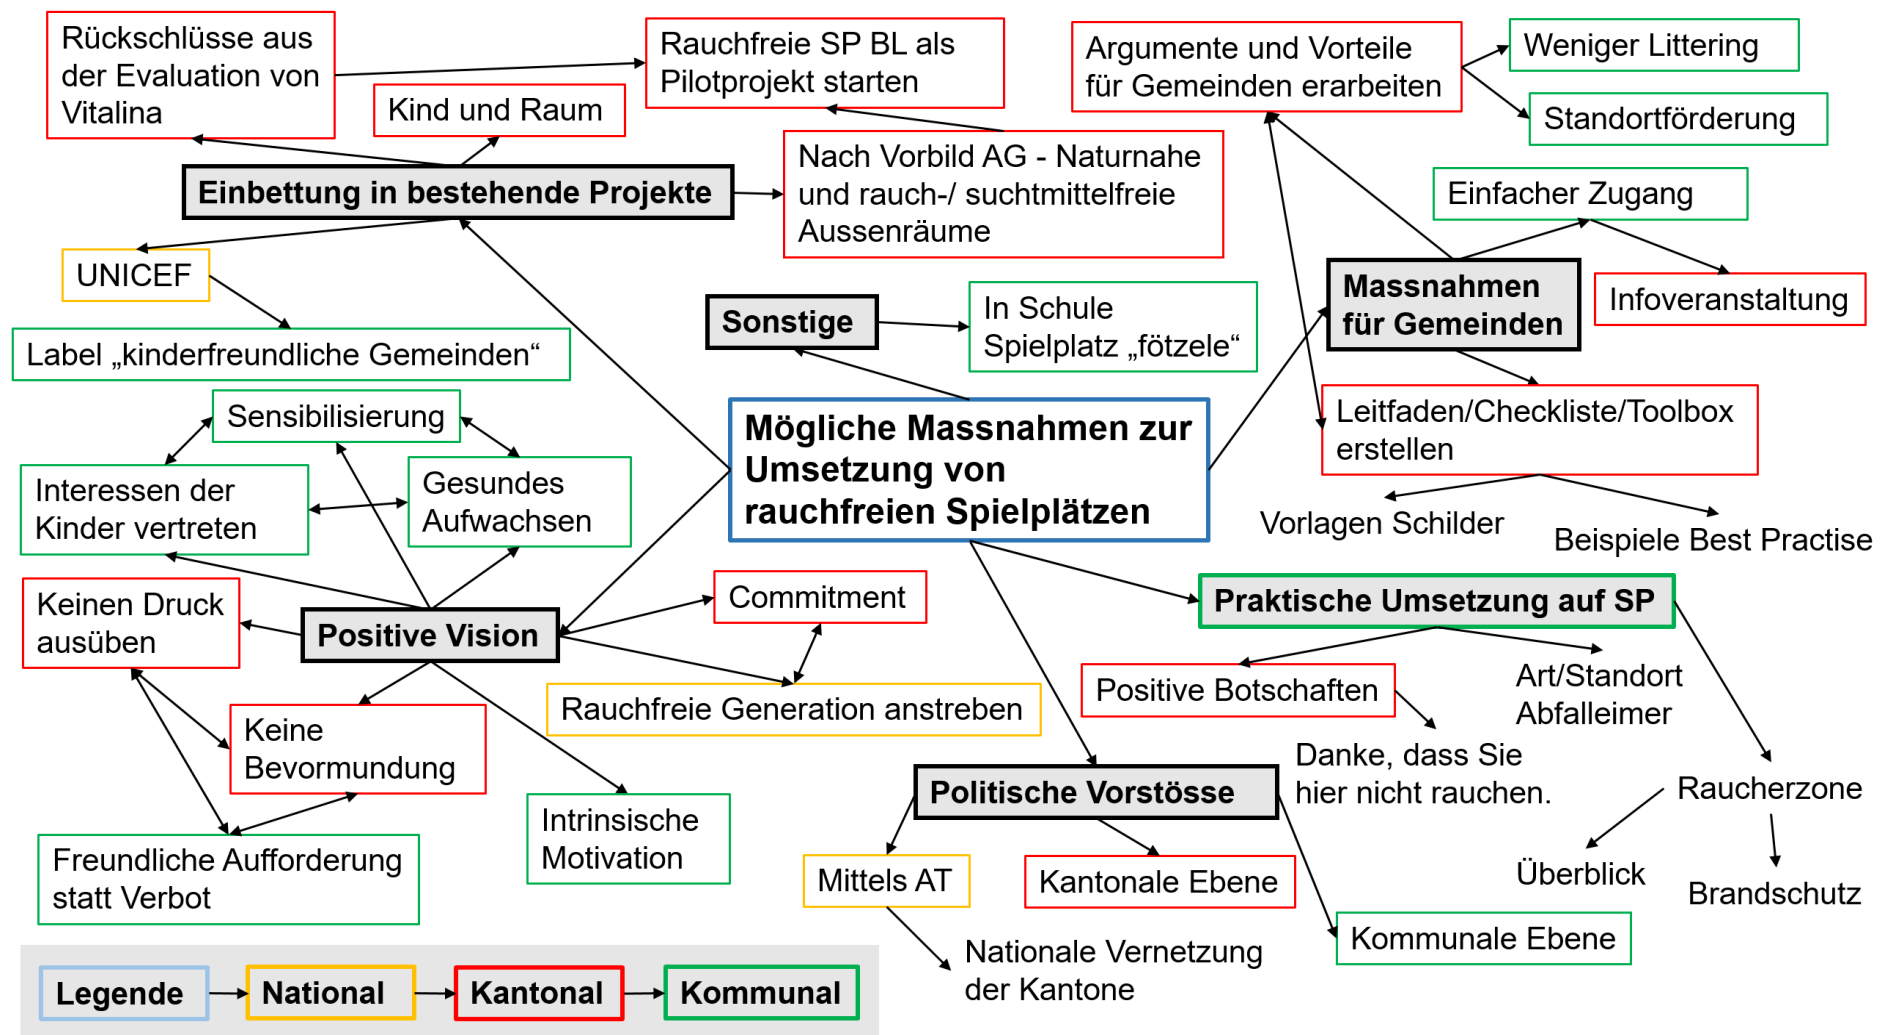 Rückschlüsse aus
der Evaluation von
Vitalina
Kind und Raum
Rauchfreie SP BL als
Pilotprojekt starten
Argumente und Vorteile
für Gemeinden erarbeiten
Weniger Littering
Standortförderung
Einbettung in bestehende Projekte
Nach Vorbild AG - Naturnahe
und rauch-/ suchtmittelfreie
Aussenräume
Einfacher Zugang
UNICEF
Label „kinderfreundliche Gemeinden“
Sonstige
In Schule
Spielplatz „fötzele“
Massnahmen
für Gemeinden
Infoveranstaltung
Sensibilisierung
Interessen der
Kinder vertreten
Gesundes
Aufwachsen
Mögliche Massnahmen zur
Umsetzung von
rauchfreien Spielplätzen
Leitfaden/Checkliste/Toolbox
erstellen
Vorlagen Schilder
Beispiele Best Practise
Keinen Druck
ausüben
Positive Vision
Commitment
Praktische Umsetzung auf SP
Rauchfreie Generation anstreben
Positive Botschaften
Art/Standort
Abfalleimer
Keine
Bevormundung
Danke, dass Sie
hier nicht rauchen.
Raucherzone
Politische Vorstösse
Intrinsische
Motivation
Freundliche Aufforderung
statt Verbot
Mittels AT
Kantonale Ebene
Überblick
Brandschutz
Kommunale Ebene
Nationale Vernetzung
der Kantone
Legende
National
Kantonal
Kommunal